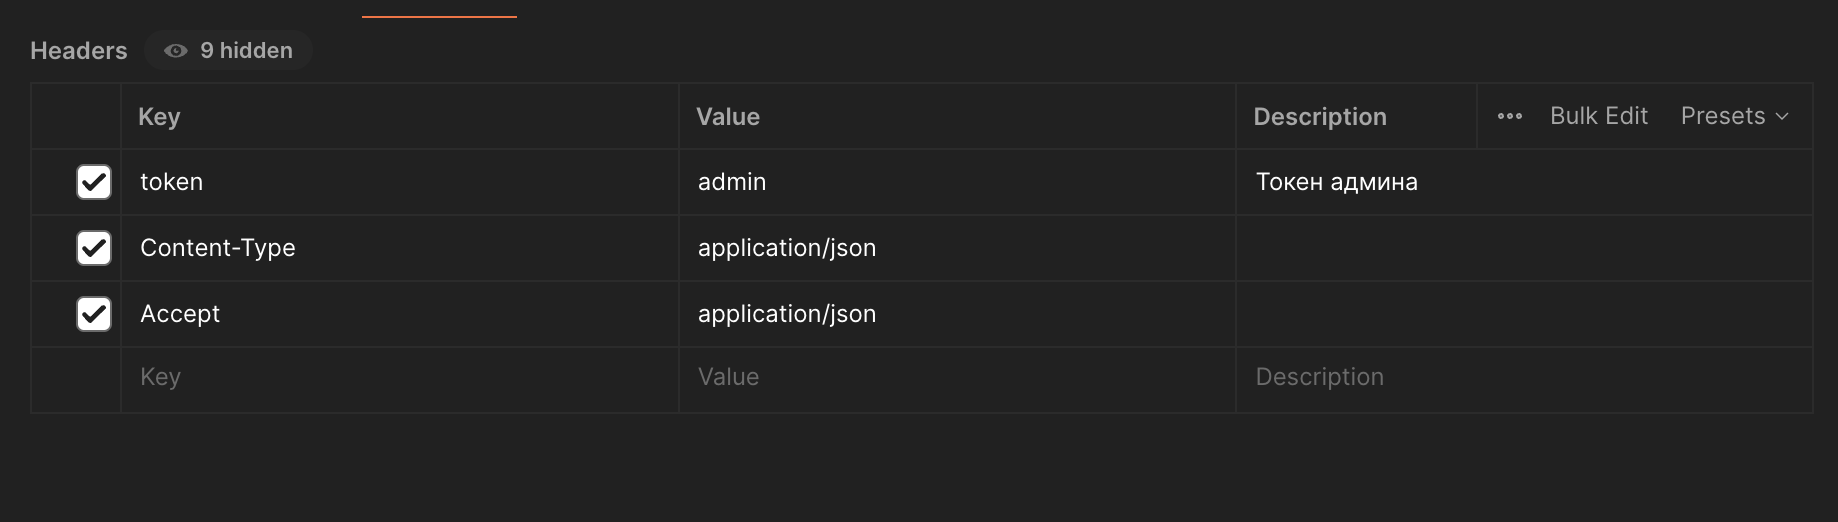 Headers 9 hidden
Key Value Description ••• Bulk Edit Presets
token admin Токен админа
Content-Type application/json
Accept application/json
Key Value Description